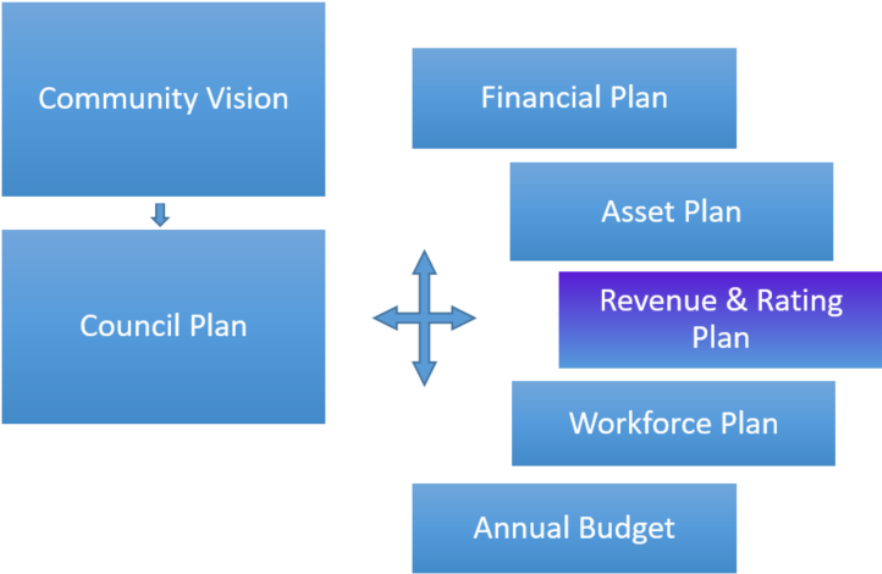 Community Vision
Council Plan
Financial Plan
Asset Plan
Revenue & Rating
Plan
Workforce Plan
Annual Budget